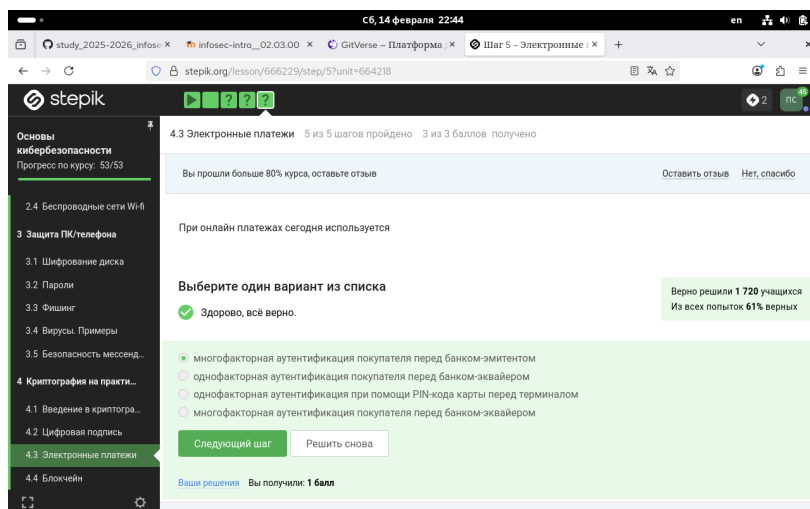 Сб, 14 февраля 22:44
en
study_2025-2026_infose
infosec-intro__02.03.00
GitVerse – Платформа
Шаг 5 – Электронные
stepik.org/lesson/666229/step/5?unit=664218
stepik
?
?
?
2
ПС
45
Основы
кибербезопасности
Прогресс по курсу: 53/53
4.3 Электронные платежи 5 из 5 шагов пройдено 3 из 3 баллов получено
Вы прошли больше 80% курса, оставьте отзыв
Оставить отзыв
Нет, спасибо
2.4 Беспроводные сети Wi-fi
3 Защита ПК/телефона
3.1 Шифрование диска
3.2 Пароли
3.3 Фишинг
3.4 Вирусы. Примеры
3.5 Безопасность мессенд...
4 Криптография на практи...
4.1 Введение в криптогра...
4.2 Цифровая подпись
4.3 Электронные платежи
4.4 Блокчейн
При онлайн платежах сегодня используется
Выберите один вариант из списка
Здорово, всё верно.
Верно решили 1 720 учащихся
Из всех попыток 61% верных
многофакторная аутентификация покупателя перед банком-эмитентом
однофакторная аутентификация покупателя перед банком-эквайером
однофакторная аутентификация при помощи PIN-кода карты перед терминалом
многофакторная аутентификация покупателя перед банком-эквайером
Следующий шаг
Решить снова
Ваши решения Вы получили: 1 балл